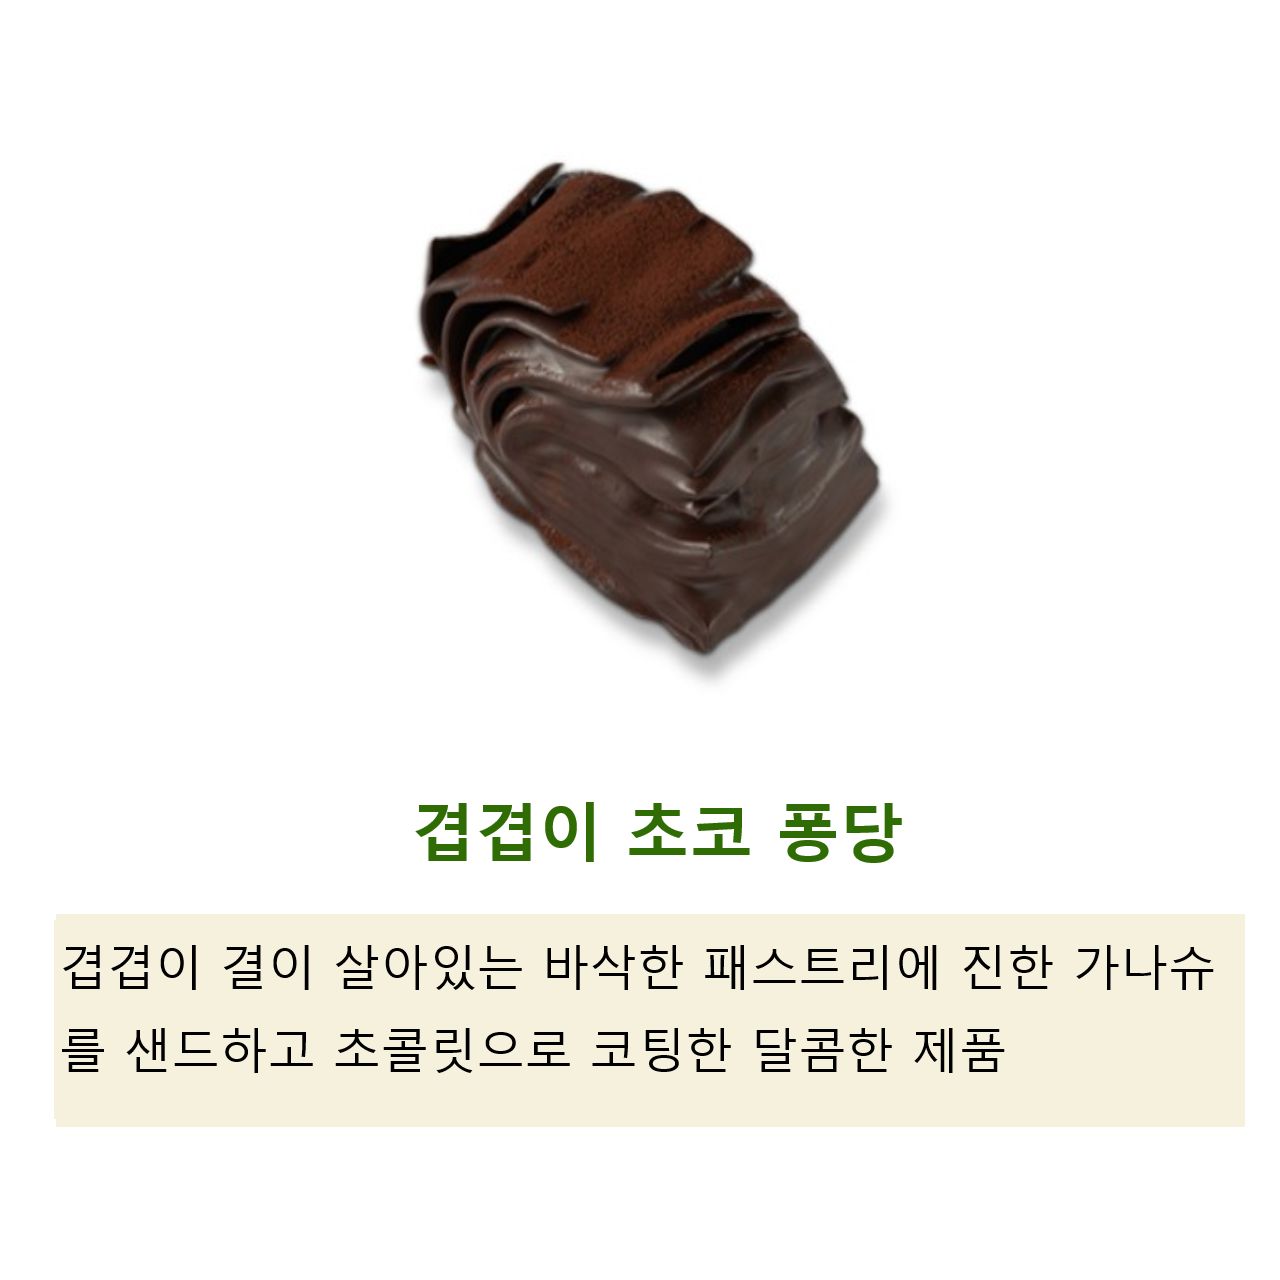 겹겹이 초코 퐁당
겹겹이 결이 살아있는 바삭한 패스트리에 진한 가나슈
를 샌드하고 초콜릿으로 코팅한 달콤한 제품